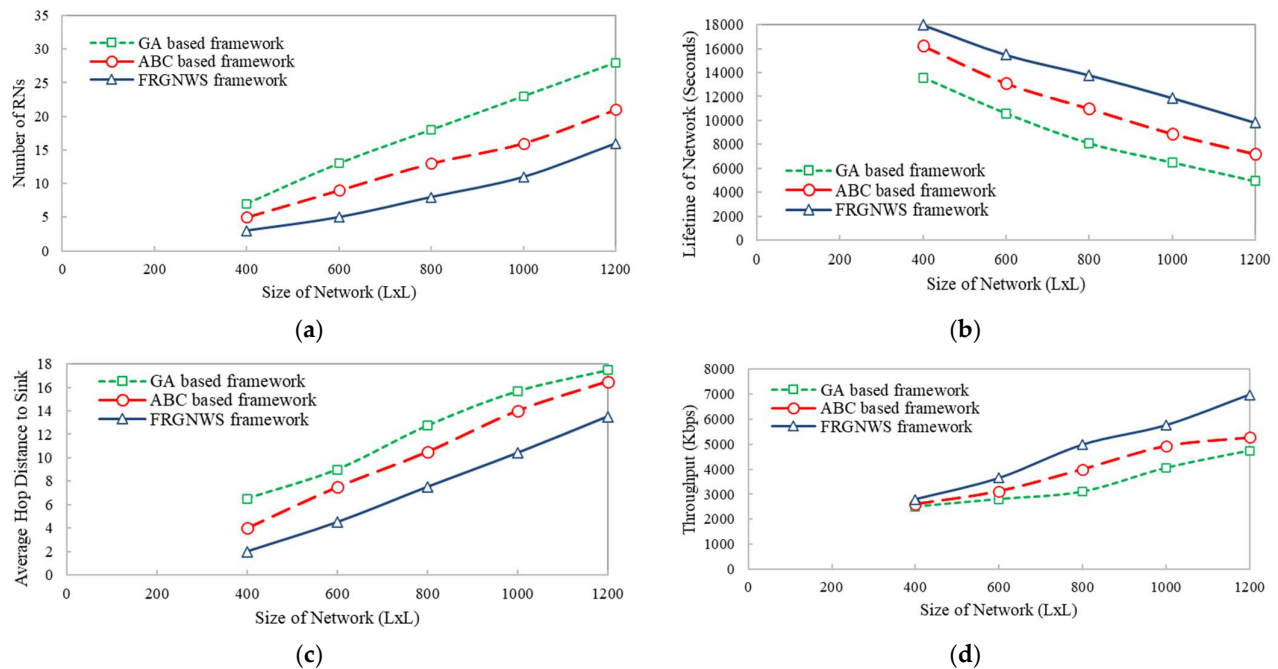 35
30
25
20
15
10
5
0
Number of RNs
GA based framework
ABC based framework
FRGNWS framework
0 200 400 600 800 1000 1200
Size of Network (LxL)
(a)
18000
16000
14000
12000
10000
8000
6000
4000
2000
0
Lifetime of Network (Seconds)
GA based framework
ABC based framework
FRGNWS framework
0 200 400 600 800 1000 1200
Size of Network (LxL)
(b)
18
16
14
12
10
8
6
4
2
0
Average Hop Distance to Sink
GA based framework
ABC based framework
FRGNWS framework
0 200 400 600 800 1000 1200
Size of Network (LxL)
(c)
8000
7000
6000
5000
4000
3000
2000
1000
0
Throughput (Kbps)
GA based framework
ABC based framework
FRGNWS framework
0 200 400 600 800 1000 1200
Size of Network (LxL)
(d)